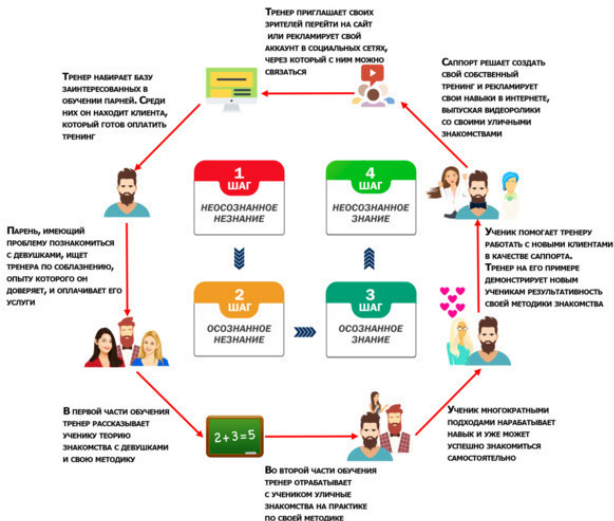 Тренер приглашает своих
зрителей перейти на сайт
или рекламирует свой
аккаунт в социальных сетях,
через который с ним можно
связаться
Тренер набирает базу
заинтересованных в
обучении парней. Среди
них он находит клиента,
который готов оплатить
тренинг
Саппорт решает создать
свой собственный
тренинг и рекламирует
свои навыки в интернете,
выпуская видеоролики
со своими уличными
знакомствами
1
ШАГ
НЕОСОЗНАННОЕ
НЕЗНАНИЕ
4
ШАГ
НЕОСОЗНАННОЕ
ЗНАНИЕ
Парень, имеющий
проблему познакомиться
с девушками, ищет
тренера по соблазнению,
опыту которого он
доверяет, и оплачивает его
услуги
Ученик помогает тренеру
работать с новыми клиентами
в качестве саппорта.
Тренер на его примере
демонстрирует новым
ученикам результативность
своей методики знакомства
2
ШАГ
ОСОЗНАННОЕ
НЕЗНАНИЕ
3
ШАГ
ОСОЗНАННОЕ
ЗНАНИЕ
В первой части обучения
тренер рассказывает
ученику теорию
знакомства с девушками
и свою методику
2+3=5
Ученик многократными
подходами нарабатывает
навык и уже может
успешно знакомиться
самостоятельно
Во второй части обучения
тренер отрабатывает
с учеником уличные
знакомства на практике
по своей методике